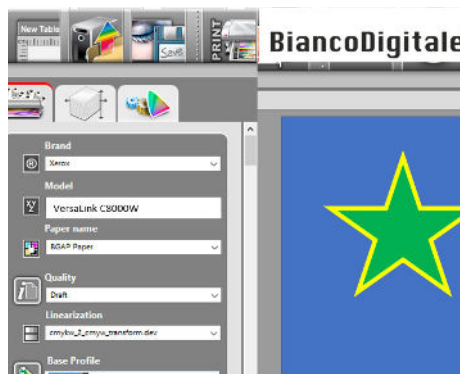 New Table
Save
PRINT
BiancoDigitale
Brand
Xerox
Model
VersaLink C8000W
Paper name
BGAP Paper
Quality
Draft
Linearization
cmykw_2_cmyw_transform.dev
Base Profile